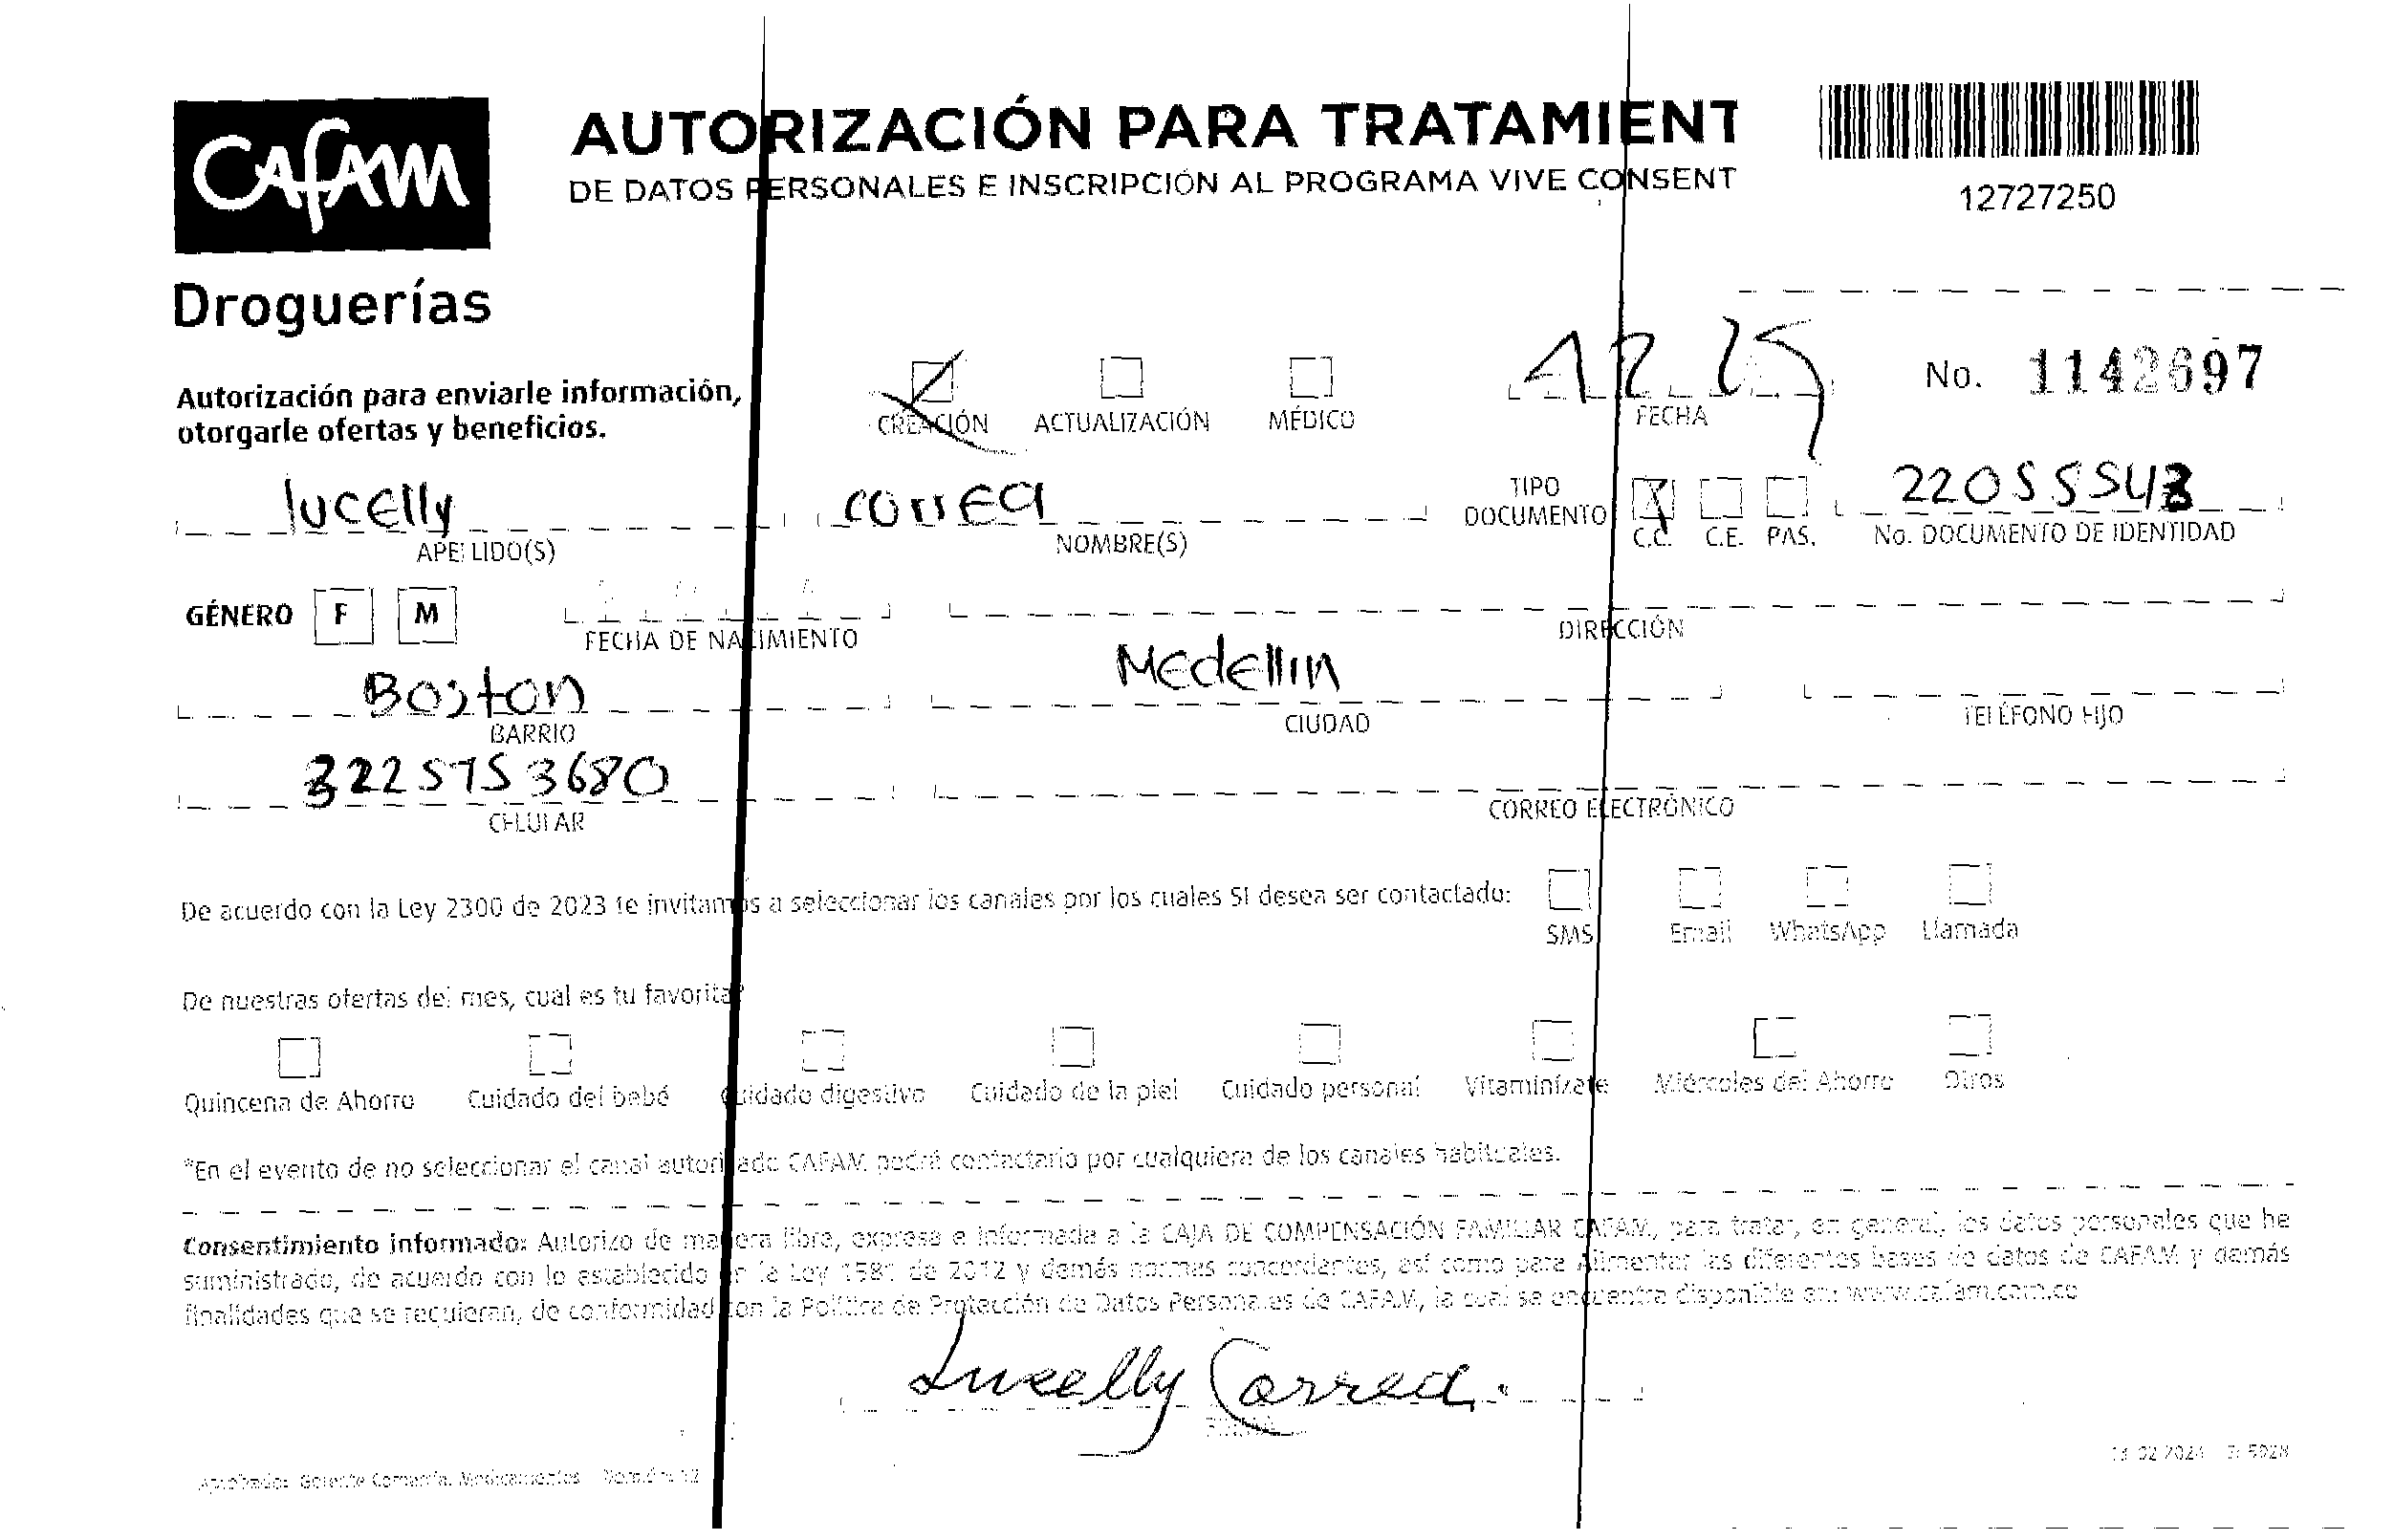 CAFAM
Droguerías
AUTORIZACIÓN PARA TRATAMIENT
DE DATOS PERSONALES E INSCRIPCIÓN AL PROGRAMA VIVE CONSENT
12727250
Autorización para enviarle información,
otorgarle ofertas y beneficios.
CREACIÓN ACTUALIZACIÓN MÉDICO
12 25
FECHA
No. 1142697
lucelly correa
APELLIDO(S) NOMBRE(S)
TIPO
DOCUMENTO
X
C.C. C.E. PAS.
22055543
No. DOCUMENTO DE IDENTIDAD
GÉNERO F M
FECHA DE NACIMIENTO DIRECCIÓN
Boston Medellin
BARRIO CIUDAD TELÉFONO FIJO
3225753680
CELULAR CORREO ELECTRÓNICO
De acuerdo con la Ley 2300 de 2023 te invitamos a seleccionar los canales por los cuales SI desea ser contactado:
SMS Email WhatsApp Llamada
De nuestras ofertas del mes, cual es tu favorita?
Quincena de Ahorro Cuidado del bebé Cuidado digestivo Cuidado de la piel Cuidado personal Vitaminízate Miércoles del Ahorro Otros
*En el evento de no seleccionar el canal autorizado CAFAM podrá contactarlo por cualquiera de los canales habituales.
Consentimiento informado: Autorizo de manera libre, expresa e informada a la CAJA DE COMPENSACIÓN FAMILIAR CAFAM, para tratar, en general, los datos personales que he
suministrado, de acuerdo con lo establecido en la Ley 1581 de 2012 y demás normas concordantes, así como para alimentar las diferentes bases de datos de CAFAM y demás
finalidades que se requieran, de conformidad con la Política de Protección de Datos Personales de CAFAM, la cual se encuentra disponible en: www.cafam.com.co
Lucelly Correa.
FIRMA
Aprobado: Gerente Comercia. Medicamentos